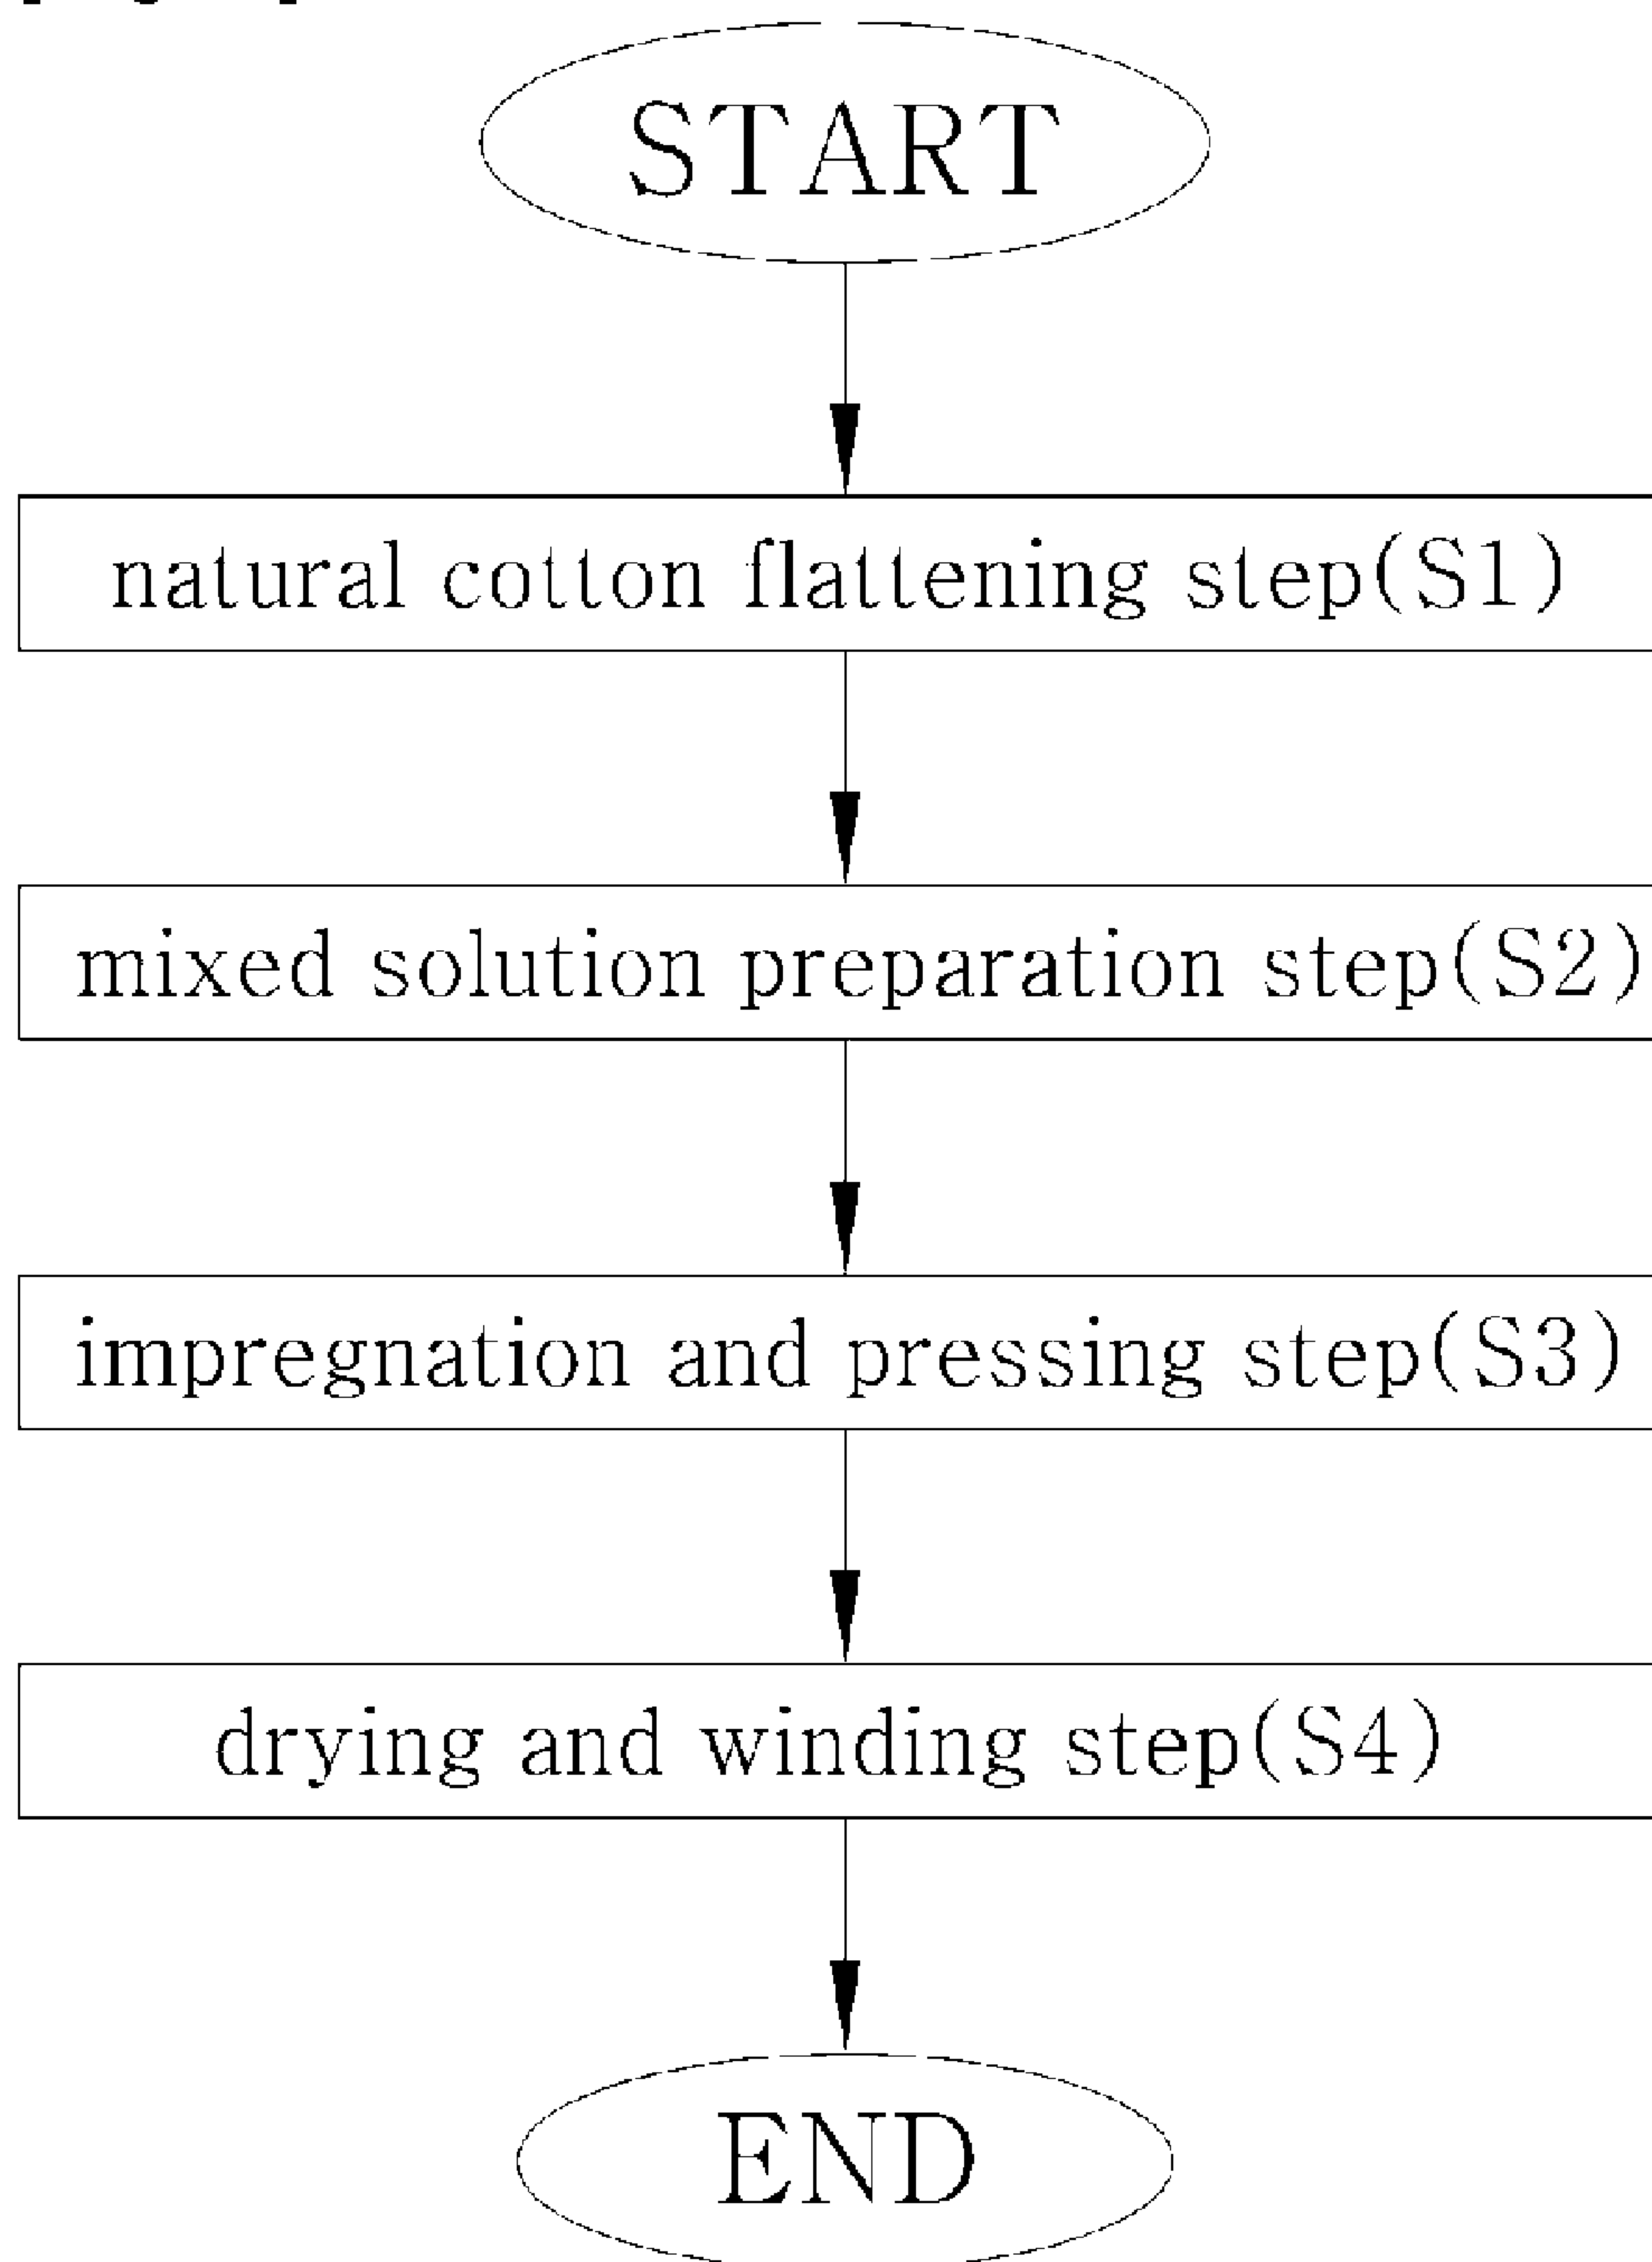 START
natural cotton flattening step(S1)
mixed solution preparation step(S2)
impregnation and pressing step(S3)
drying and winding step(S4)
END